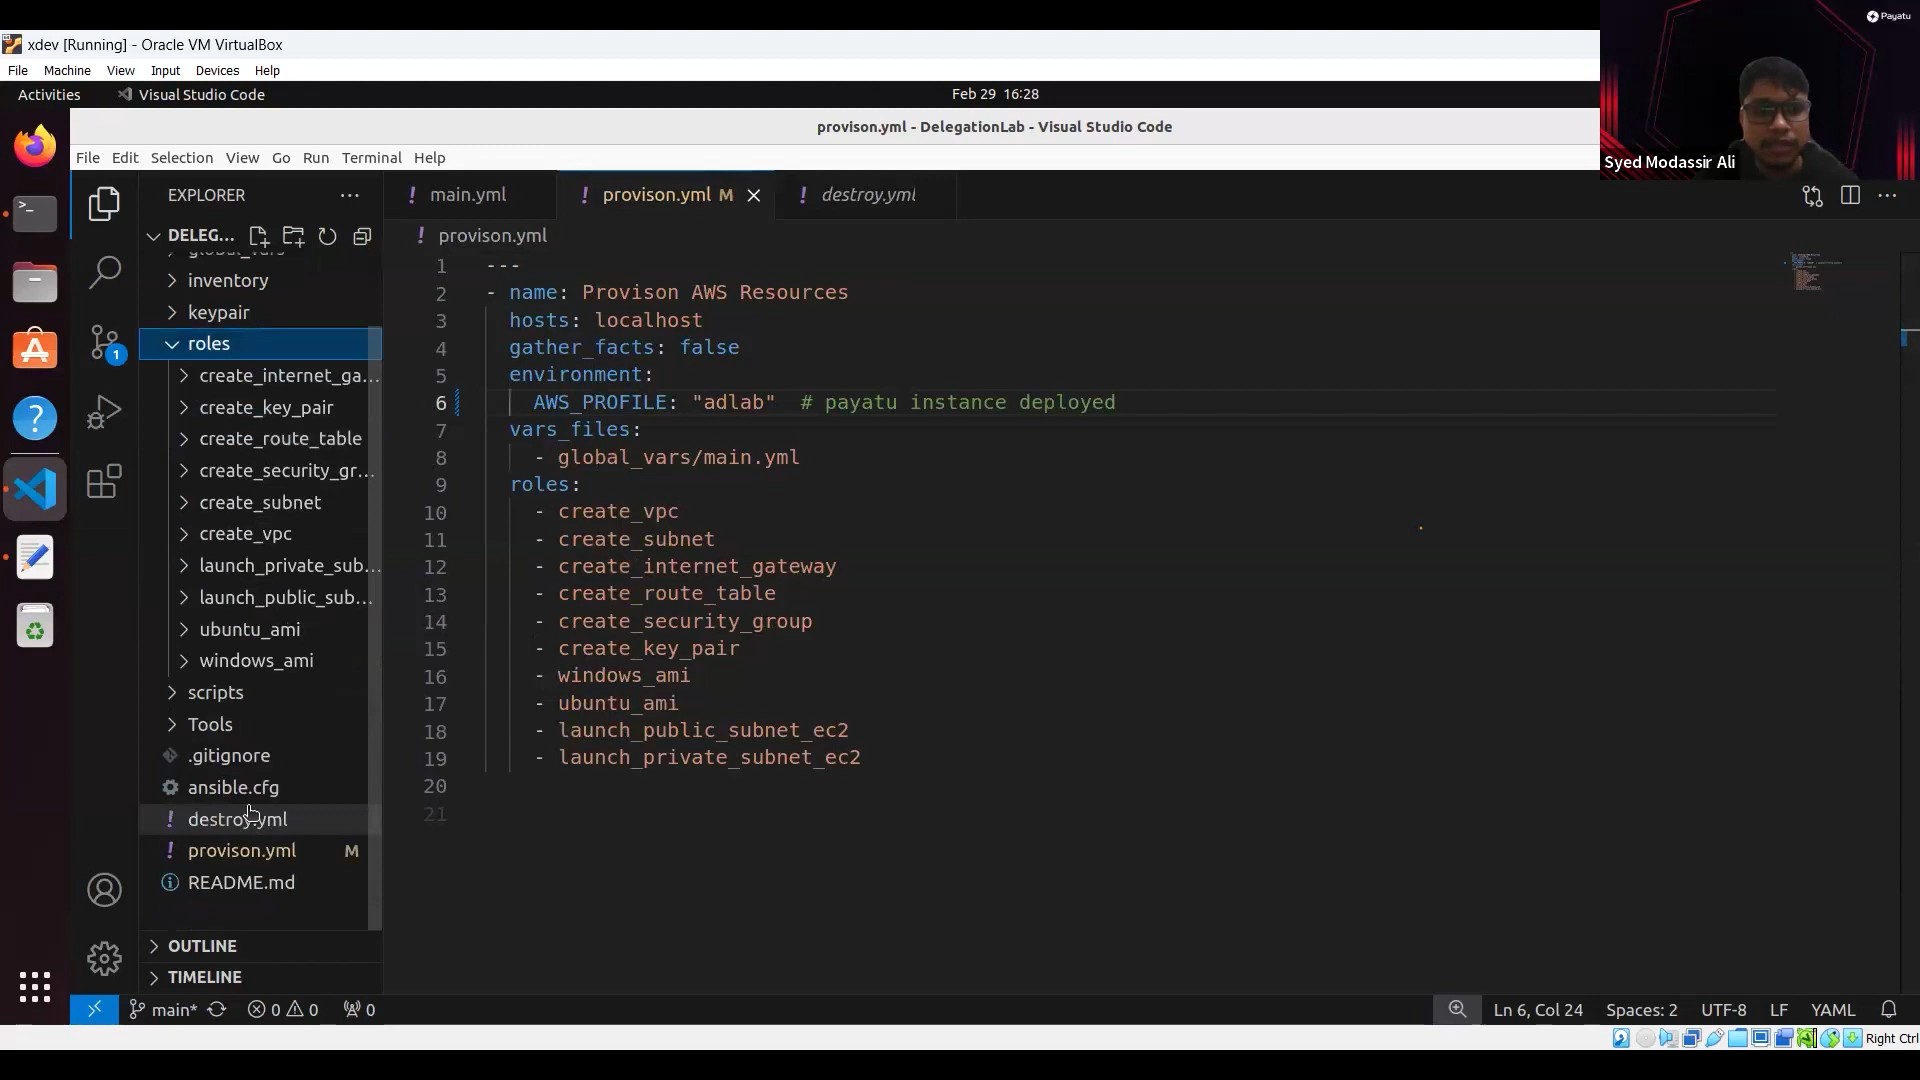 Payatu
xdev [Running] - Oracle VM VirtualBox
File Machine View Input Devices Help
Activities Visual Studio Code Feb 29 16:28
Syed Modassir Ali
provison.yml - DelegationLab - Visual Studio Code
File Edit Selection View Go Run Terminal Help
EXPLORER
DELEG...
global_vars
inventory
keypair
roles
create_internet_ga...
create_key_pair
create_route_table
create_security_gr...
create_subnet
create_vpc
launch_private_sub...
launch_public_sub...
ubuntu_ami
windows_ami
scripts
Tools
.gitignore
ansible.cfg
destroy.yml
provison.yml M
README.md
OUTLINE
TIMELINE
1
! main.yml ! provison.yml M ! destroy.yml
! provison.yml
1 ---
2 - name: Provison AWS Resources
3 hosts: localhost
4 gather_facts: false
5 environment:
6 AWS_PROFILE: "adlab" # payatu instance deployed
7 vars_files:
8 - global_vars/main.yml
9 roles:
10 - create_vpc
11 - create_subnet
12 - create_internet_gateway
13 - create_route_table
14 - create_security_group
15 - create_key_pair
16 - windows_ami
17 - ubuntu_ami
18 - launch_public_subnet_ec2
19 - launch_private_subnet_ec2
20
21
main* 0 0 0 Ln 6, Col 24 Spaces: 2 UTF-8 LF YAML
Right Ctrl